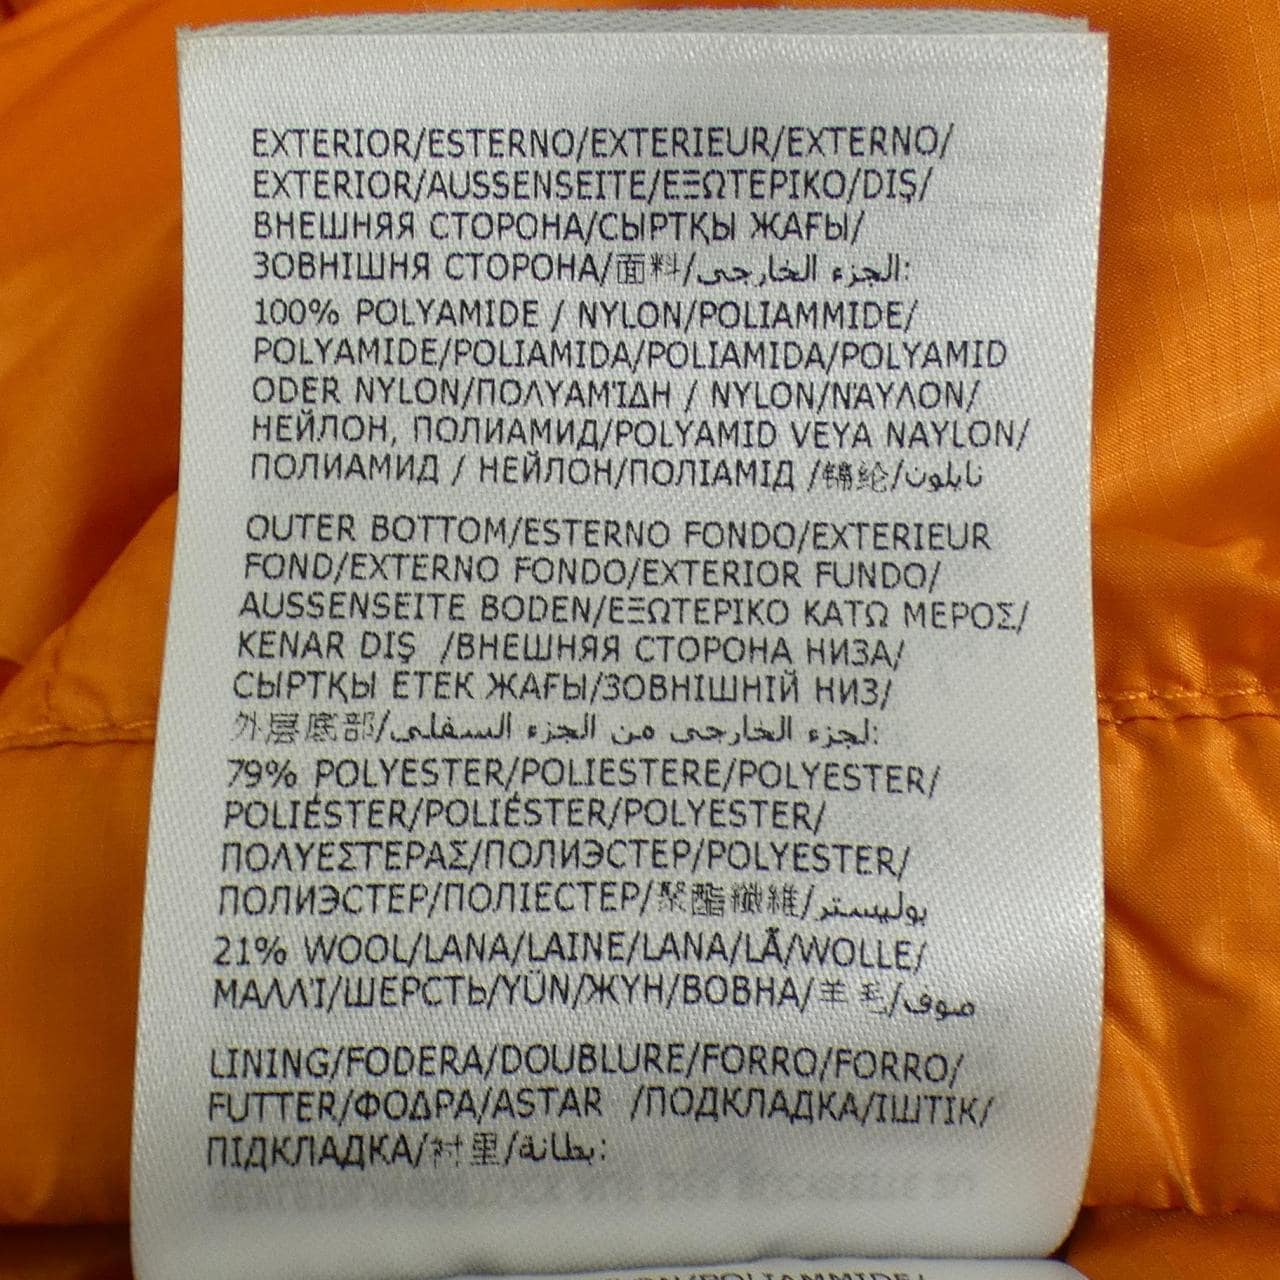 EXTERIOR/ESTERNO/EXTERIEUR/EXTERNO/
EXTERIOR/AUSSENSEITE/ΕΞΩΤΕΡΙΚΟ/DIŞ/
ВНЕШНЯЯ СТОРОНА/СЫРТҚЫ ЖАҒЫ/
ЗОВНІШНЯ СТОРОНА/面料/الجزء الخارجي:
100% POLYAMIDE / NYLON/POLIAMMIDE/
POLYAMIDE/POLIAMIDA/POLIAMIDA/POLYAMID
ODER NYLON/ΠΟΛΥΑΜΊΔΗ / NYLON/ΝΆΥΛΟΝ/
НЕЙЛОН, ПОЛИАМИД/POLYAMID VEYA NAYLON/
ПОЛИАМИД / НЕЙЛОН/ПОЛІАМІД /锦纶/نايلون
OUTER BOTTOM/ESTERNO FONDO/EXTERIEUR
FOND/EXTERNO FONDO/EXTERIOR FUNDO/
AUSSENSEITE BODEN/ΕΞΩΤΕΡΙΚΟ ΚΑΤΩ ΜΕΡΟΣ/
KENAR DIŞ /ВНЕШНЯЯ СТОРОНА НИЗА/
СЫРТҚЫ ЕТЕК ЖАҒЫ/ЗОВНІШНІЙ НИЗ/
外层底部/لجزء الخارجي من الجزء السفلي:
79% POLYESTER/POLIESTERE/POLYESTER/
POLIÉSTER/POLIÉSTER/POLYESTER/
ΠΟΛΥΕΣΤΕΡΑΣ/ПОЛИЭСТЕР/POLYESTER/
ПОЛИЭСТЕР/ПОЛІЕСТЕР/聚酯纖維/بوليستر
21% WOOL/LANA/LAINE/LANA/LÃ/WOLLE/
ΜΑΛΛΊ/ШЕРСТЬ/YÜN/ЖҮН/ВОВНА/羊毛/صوف
LINING/FODERA/DOUBLURE/FORRO/FORRO/
FUTTER/ΦΟΔΡΑ/ASTAR /ПОДКЛАДКА/ІШТІК/
ПІДКЛАДКА/衬里/بطانة: